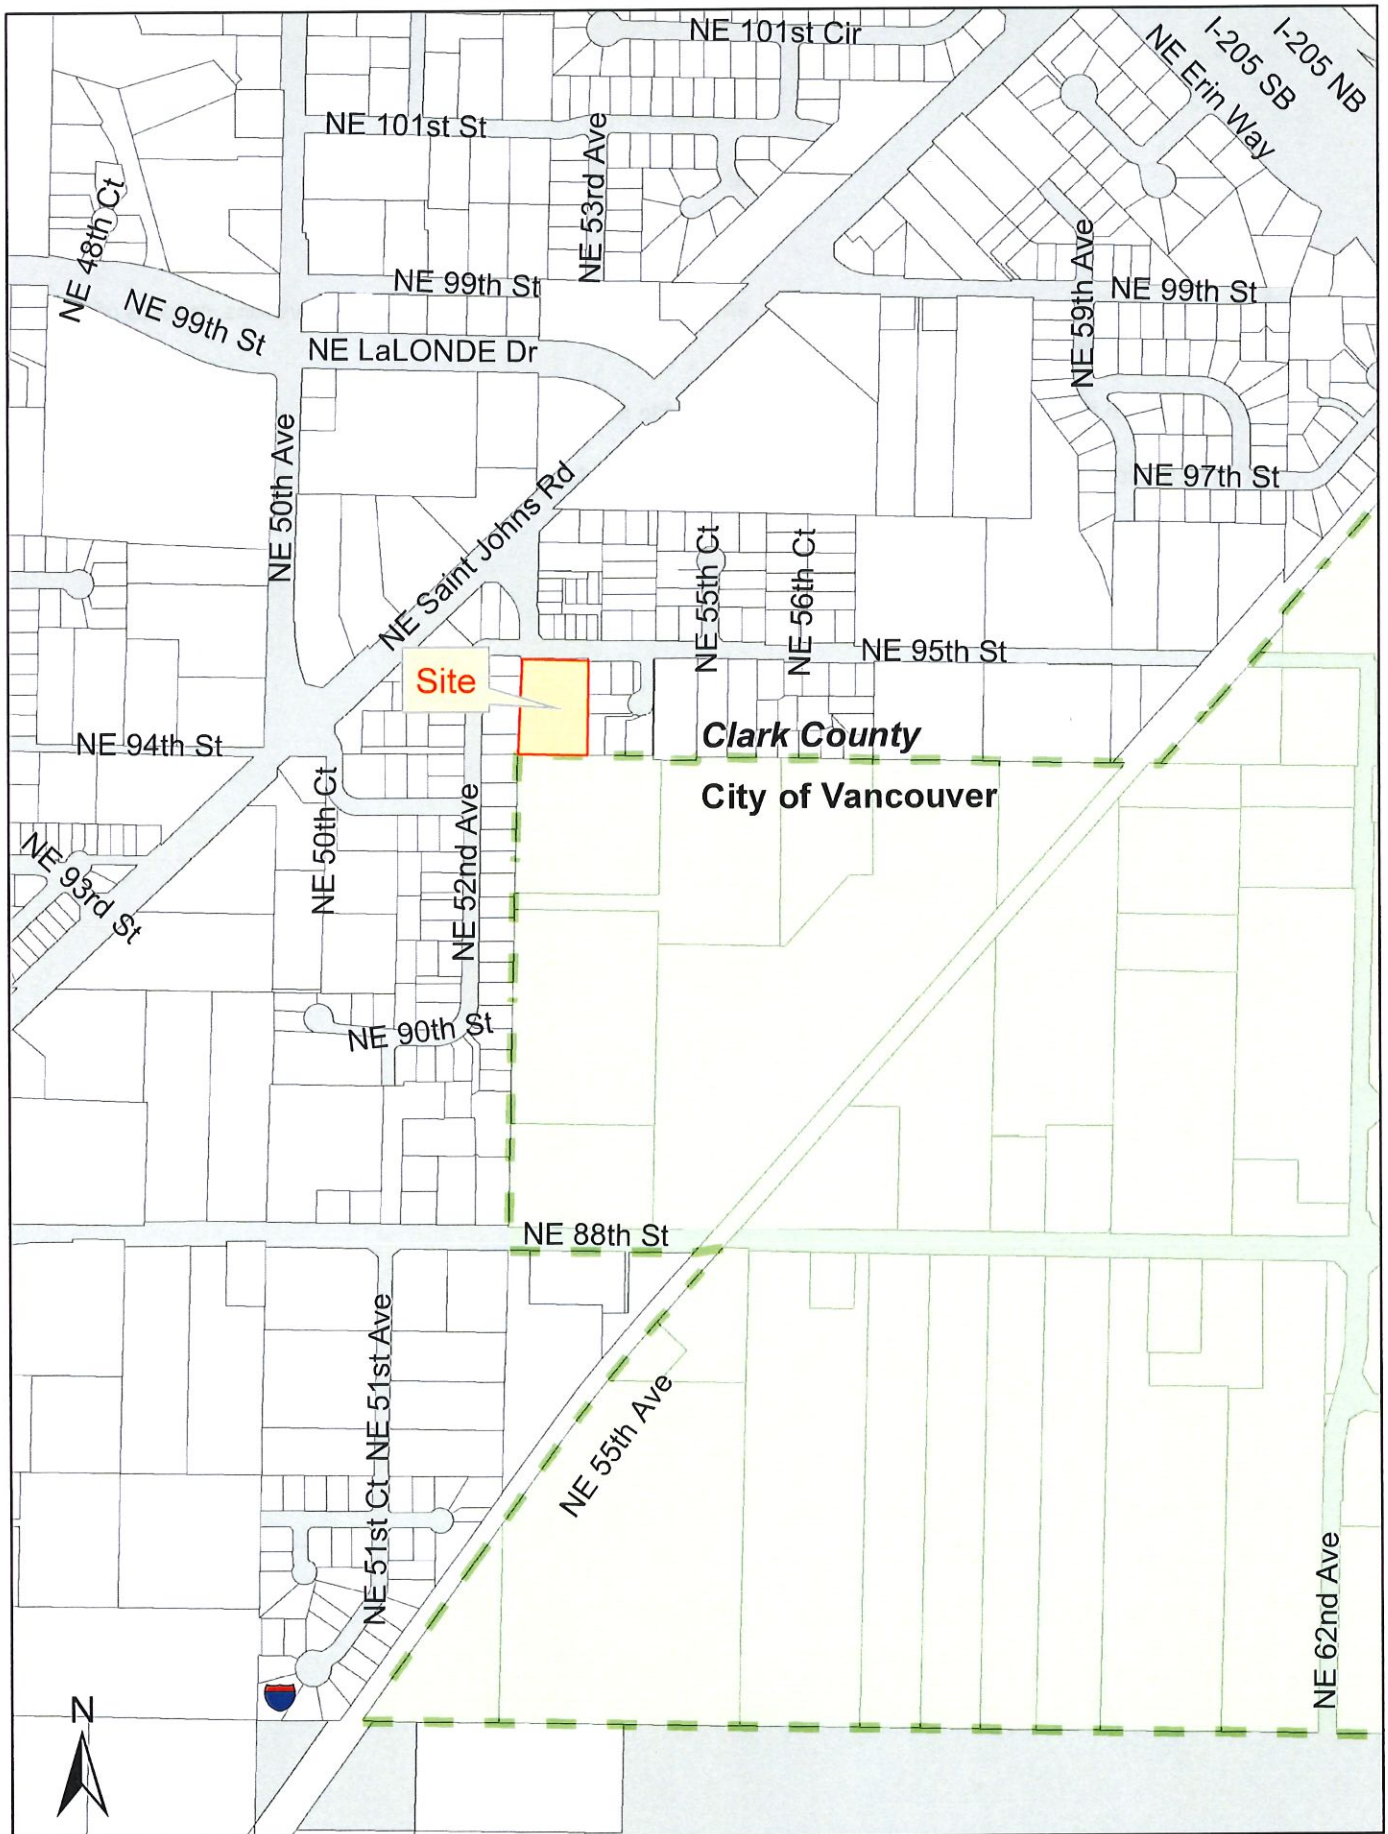 NE 101st Cir
I-205 SB
I-205 NB
NE Erin Way
NE 101st St
NE 53rd Ave
NE 48th Ct
NE 99th St
NE 99th St
NE 59th Ave
NE 99th St
NE LaLONDE Dr
NE 50th Ave
NE 97th St
NE Saint Johns Rd
NE 55th Ct
NE 56th Ct
NE 95th St
Site
Clark County
NE 94th St
City of Vancouver
NE 50th Ct
NE 52nd Ave
NE 93rd St
NE 90th St
NE 88th St
NE 51st Ave
NE 55th Ave
NE 51st Ct
NE 62nd Ave
N